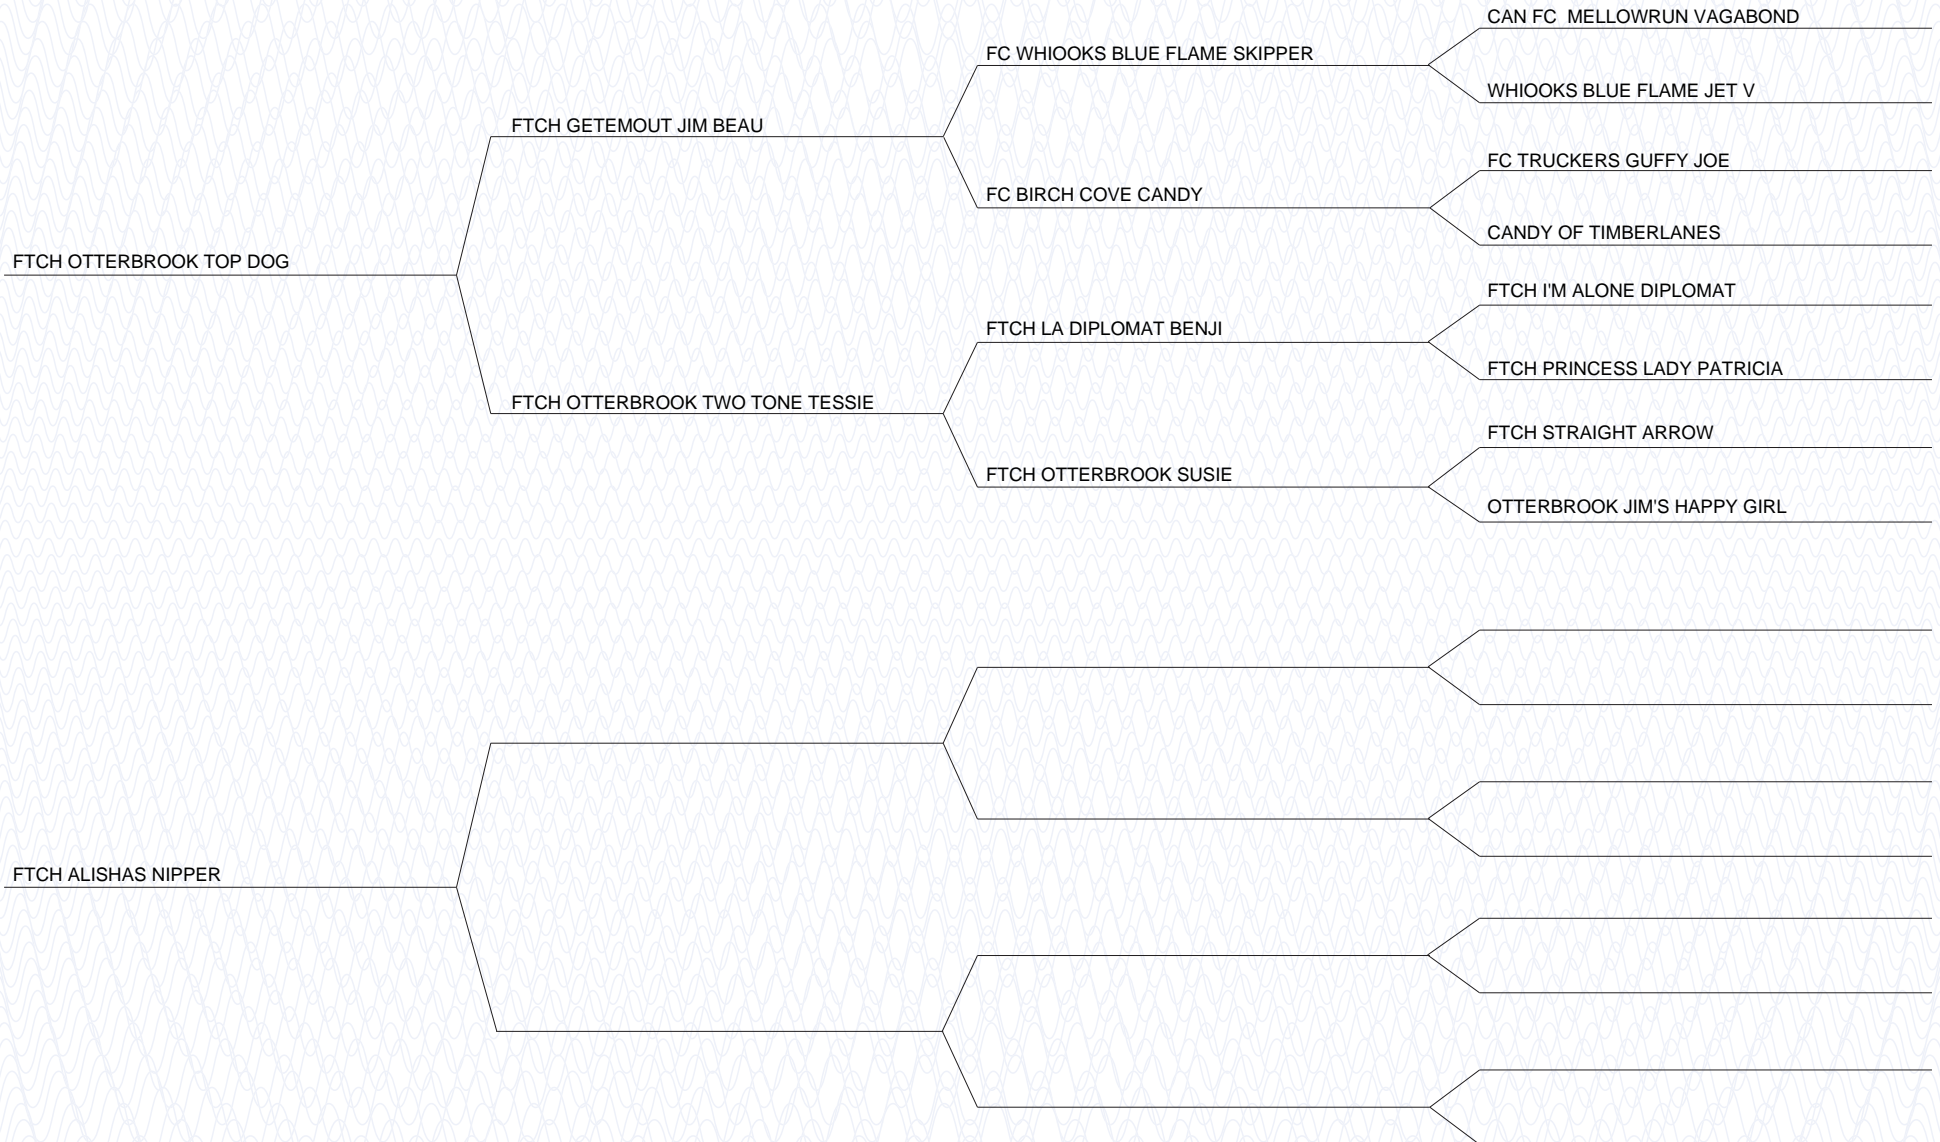 CAN FC  MELLOWRUN VAGABOND
FC WHIOOKS BLUE FLAME SKIPPER
WHIOOKS BLUE FLAME JET V
FTCH GETEMOUT JIM BEAU
FC TRUCKERS GUFFY JOE
FC BIRCH COVE CANDY
CANDY OF TIMBERLANES
FTCH OTTERBROOK TOP DOG
FTCH I'M ALONE DIPLOMAT
FTCH LA DIPLOMAT BENJI
FTCH PRINCESS LADY PATRICIA
FTCH OTTERBROOK TWO TONE TESSIE
FTCH STRAIGHT ARROW
FTCH OTTERBROOK SUSIE
OTTERBROOK JIM'S HAPPY GIRL
FTCH ALISHAS NIPPER